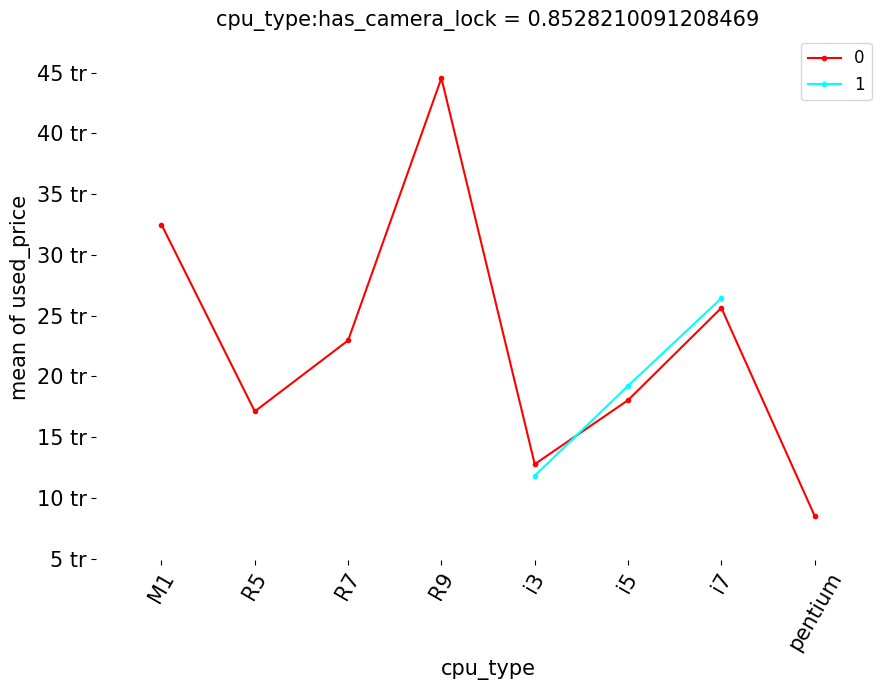 cpu_type:has_camera_lock = 0.8528210091208469
0
1
45 tr
40 tr
35 tr
30 tr
25 tr
20 tr
15 tr
10 tr
5 tr
mean of used_price
M1
R5
R7
R9
i3
i5
i7
pentium
cpu_type